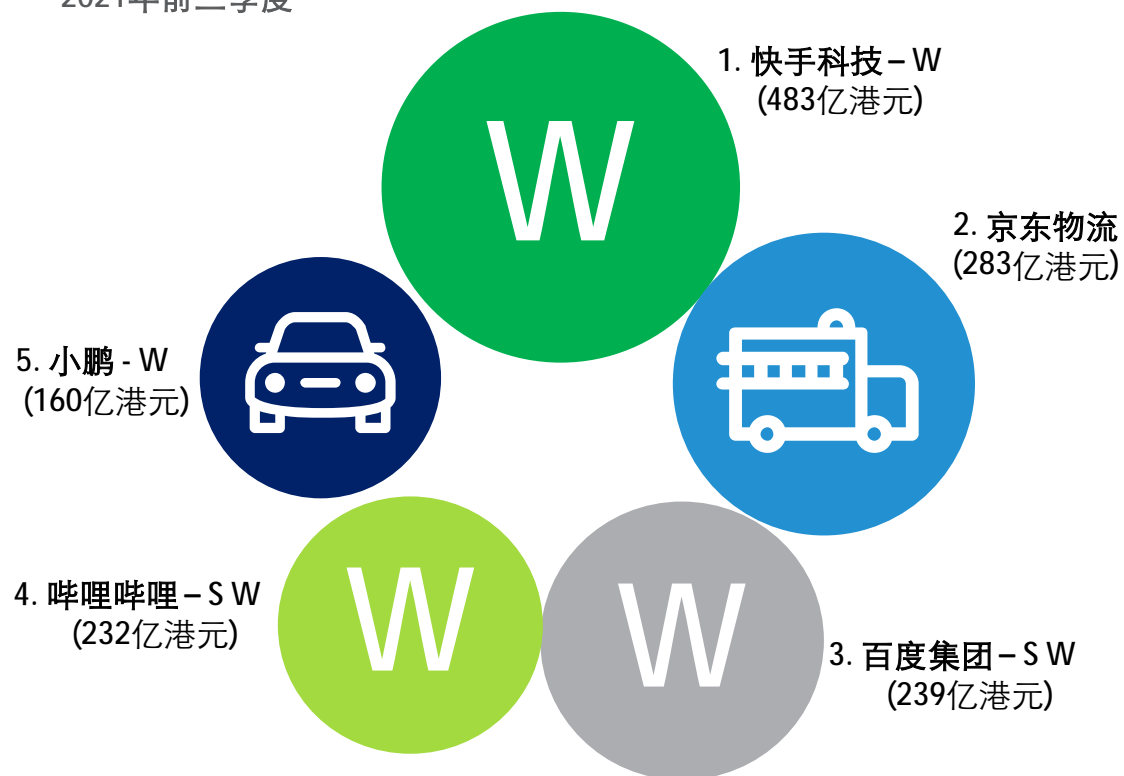 1. 快手科技 – W
(483亿港元)
W
2. 京东物流
(283亿港元)
5. 小鹏 - W
(160亿港元)
4. 哔哩哔哩 – S W
(232亿港元)
W
W
3. 百度集团 – S W
(239亿港元)